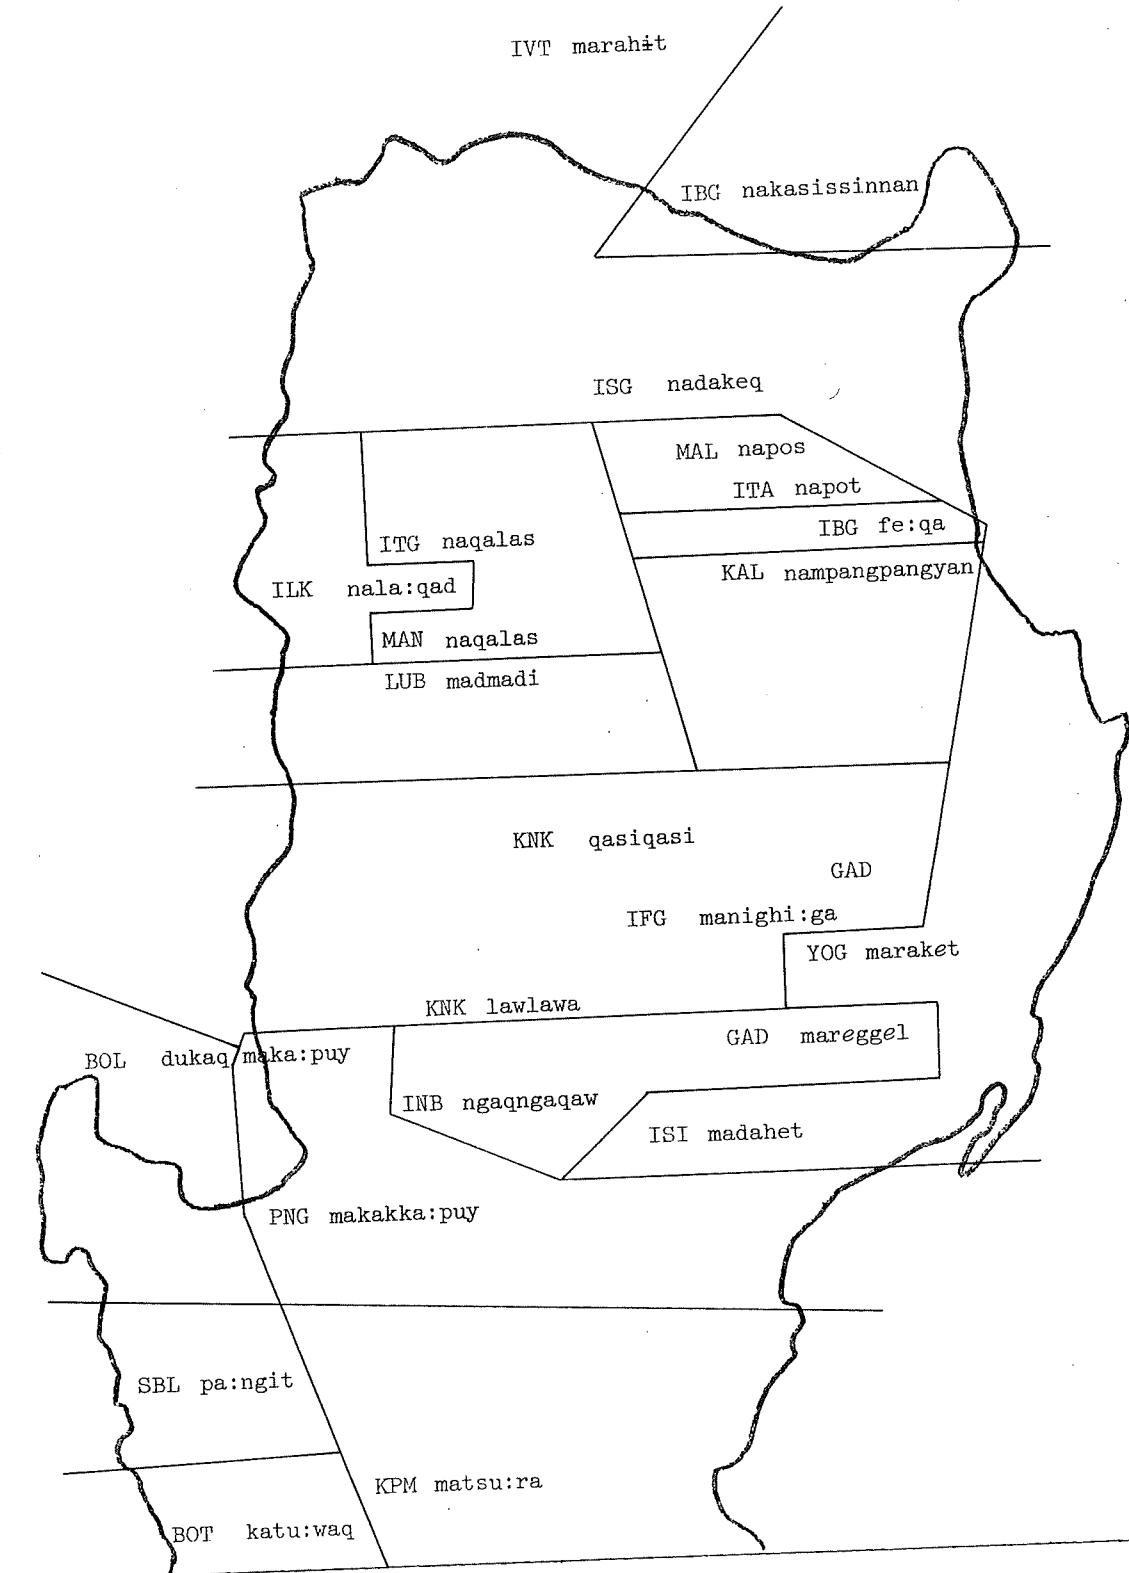 IVT marahɨt
IBG nakasissinnan
ISG nadakeq
MAL napos
ITA napot
IBG fe:qa
ITG naqalas
KAL nampangpangyan
ILK nala:qad
MAN naqalas
LUB madmadi
KNK qasiqasi
GAD
IFG manighi:ga
YOG maraket
KNK lawlawa
GAD mareggel
BOL dukaq maka:puy
INB ngaqngaqaw
ISI madahet
PNG makakka:puy
SBL pa:ngit
KPM matsu:ra
BOT katu:waq